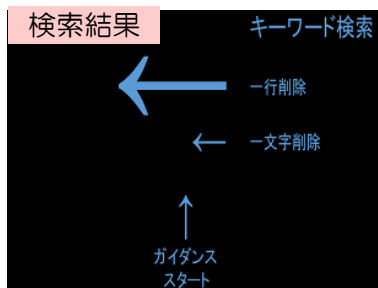 検索結果
キーワード検索
一行削除
一文字削除
ガイダンス
スタート